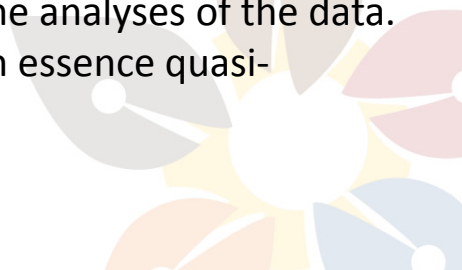 he analyses of the data.
n essence quasi-